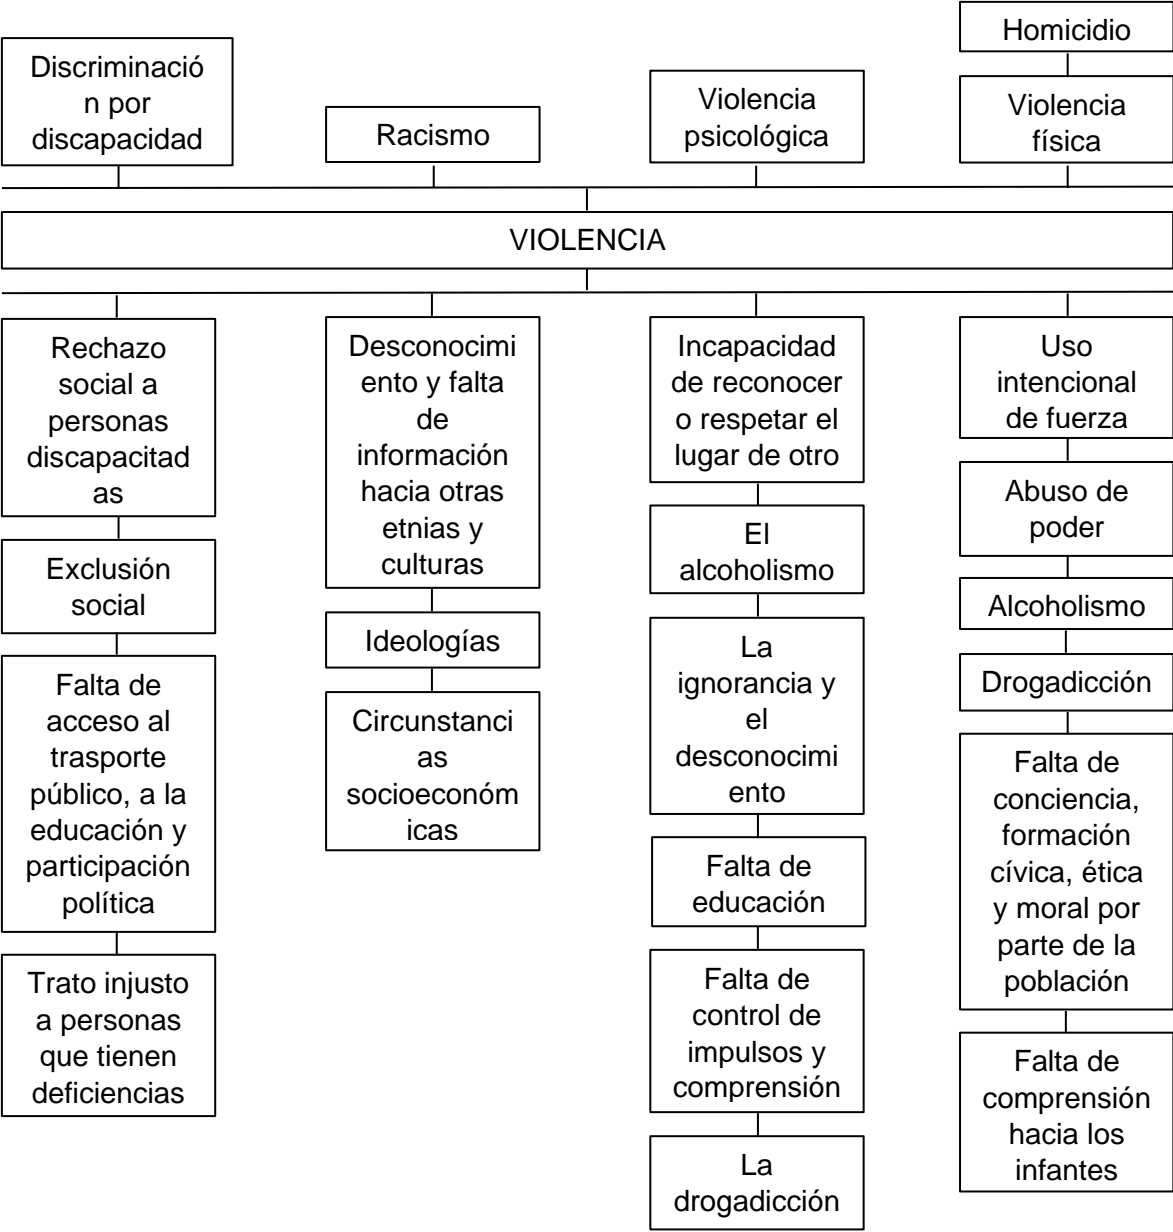 Homicidio
Discriminació
n por
discapacidad
Racismo
Violencia
psicológica
Violencia
física
VIOLENCIA
Rechazo
social a
personas
discapacitad
as
Exclusión
social
Falta de
acceso al
trasporte
público, a la
educación y
participación
política
Trato injusto
a personas
que tienen
deficiencias
Desconocimi
ento y falta
de
información
hacia otras
etnias y
culturas
Ideologías
Circunstanci
as
socioeconóm
icas
Incapacidad
de reconocer
o respetar el
lugar de otro
El
alcoholismo
La
ignorancia y
el
desconocimi
ento
Falta de
educación
Falta de
control de
impulsos y
comprensión
La
drogadicción
Uso
intencional
de fuerza
Abuso de
poder
Alcoholismo
Drogadicción
Falta de
conciencia,
formación
cívica, ética
y moral por
parte de la
población
Falta de
comprensión
hacia los
infantes